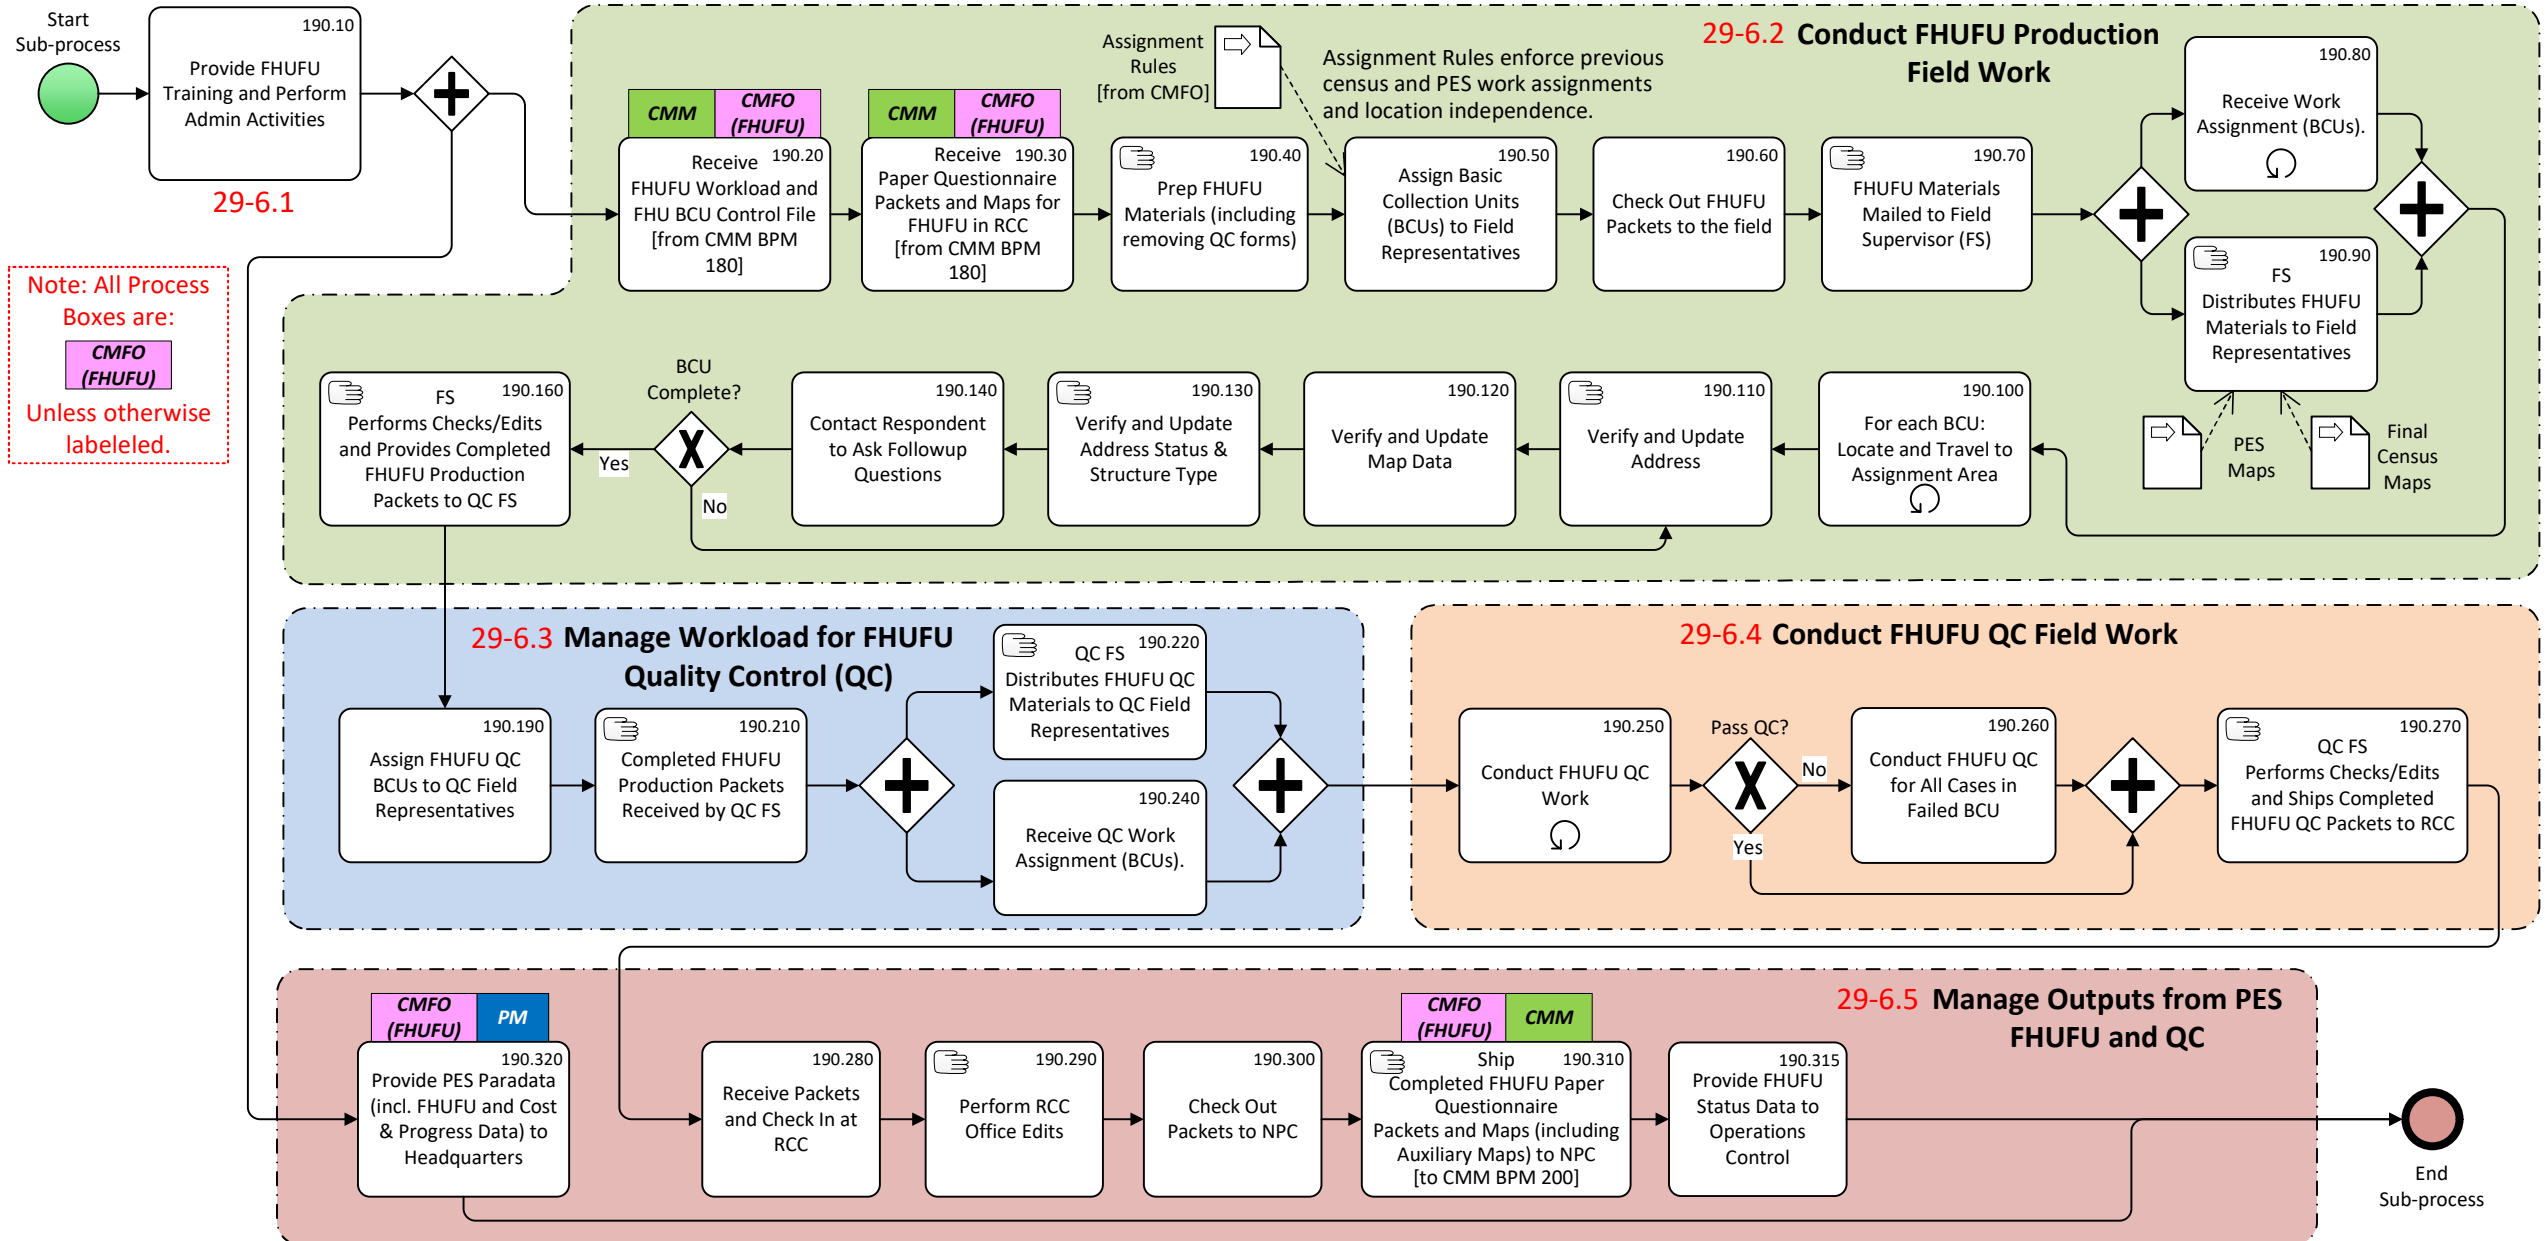 Start
Sub-process
190.10
Provide FHUFU
Training and Perform
Admin Activities
29-6.1
Note: All Process
Boxes are:
CMFO
(FHUFU)
Unless otherwise
labeleled.
29-6.2 Conduct FHUFU Production
Field Work
Assignment
Rules
[from CMFO]
Assignment Rules enforce previous
census and PES work assignments
and location independence.
CMM
CMFO
(FHUFU)
190.20
Receive
FHUFU Workload and
FHU BCU Control File
[from CMM BPM
180]
CMM
CMFO
(FHUFU)
190.30
Receive
Paper Questionnaire
Packets and Maps for
FHUFU in RCC
[from CMM BPM
180]
190.40
Prep FHUFU
Materials (including
removing QC forms)
190.50
Assign Basic
Collection Units
(BCUs) to Field
Representatives
190.60
Check Out FHUFU
Packets to the field
190.70
FHUFU Materials
Mailed to Field
Supervisor (FS)
190.80
Receive Work
Assignment (BCUs).
190.90
FS
Distributes FHUFU
Materials to Field
Representatives
PES
Maps
Final
Census
Maps
190.100
For each BCU:
Locate and Travel to
Assignment Area
190.110
Verify and Update
Address
190.120
Verify and Update
Map Data
190.130
Verify and Update
Address Status &
Structure Type
190.140
Contact Respondent
to Ask Followup
Questions
BCU
Complete?
Yes
No
190.160
FS
Performs Checks/Edits
and Provides Completed
FHUFU Production
Packets to QC FS
29-6.3 Manage Workload for FHUFU
Quality Control (QC)
190.190
Assign FHUFU QC
BCUs to QC Field
Representatives
190.210
Completed FHUFU
Production Packets
Received by QC FS
190.220
QC FS
Distributes FHUFU QC
Materials to QC Field
Representatives
190.240
Receive QC Work
Assignment (BCUs).
29-6.4 Conduct FHUFU QC Field Work
190.250
Conduct FHUFU QC
Work
Pass QC?
No
Yes
190.260
Conduct FHUFU QC
for All Cases in
Failed BCU
190.270
QC FS
Performs Checks/Edits
and Ships Completed
FHUFU QC Packets to RCC
29-6.5 Manage Outputs from PES
FHUFU and QC
CMFO
(FHUFU)
PM
190.320
Provide PES Paradata
(incl. FHUFU and Cost
& Progress Data) to
Headquarters
190.280
Receive Packets
and Check In at
RCC
190.290
Perform RCC
Office Edits
190.300
Check Out
Packets to NPC
CMFO
(FHUFU)
CMM
190.310
Ship
Completed FHUFU Paper
Questionnaire
Packets and Maps (including
Auxiliary Maps) to NPC
[to CMM BPM 200]
190.315
Provide FHUFU
Status Data to
Operations
Control
End
Sub-process